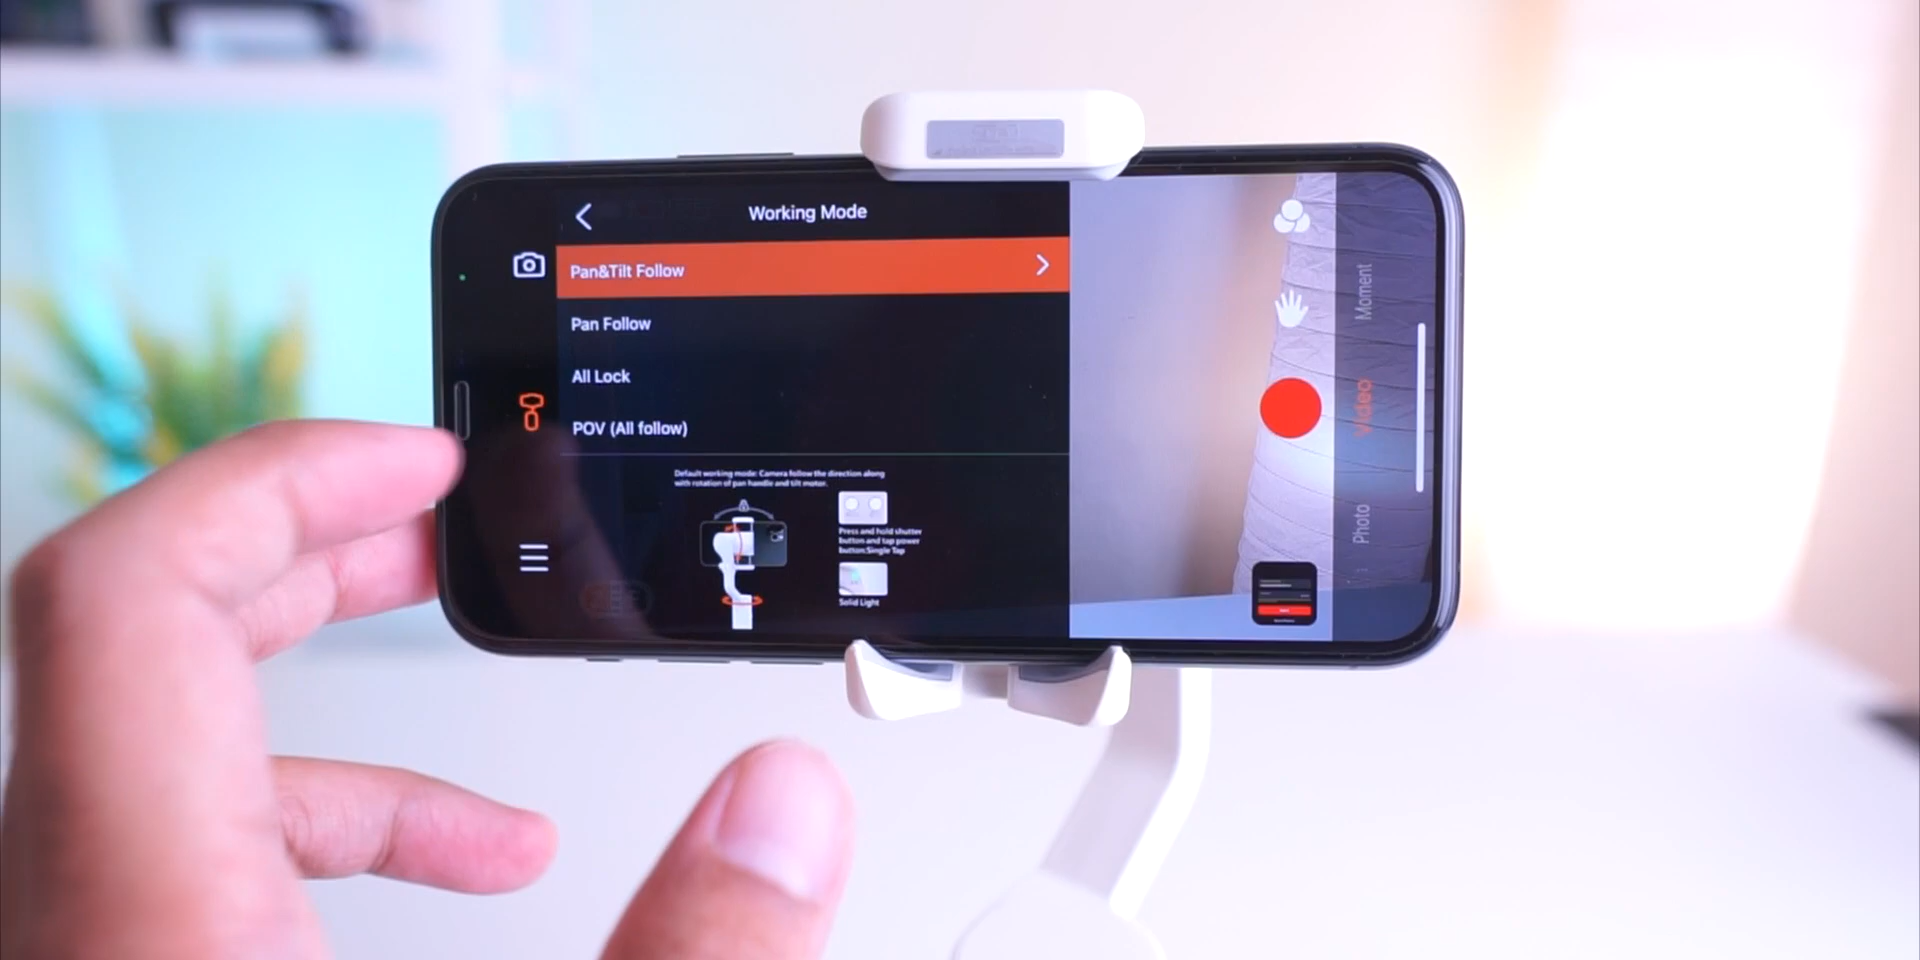 Working Mode
Pan&Tilt Follow
Pan Follow
All Lock
POV (All follow)
Default working mode: Camera follow the direction along
with rotation of pan handle and tilt motor.
Press and hold shutter
button and tap power
button:Single Tap
Solid Light
Moment
Video
Photo